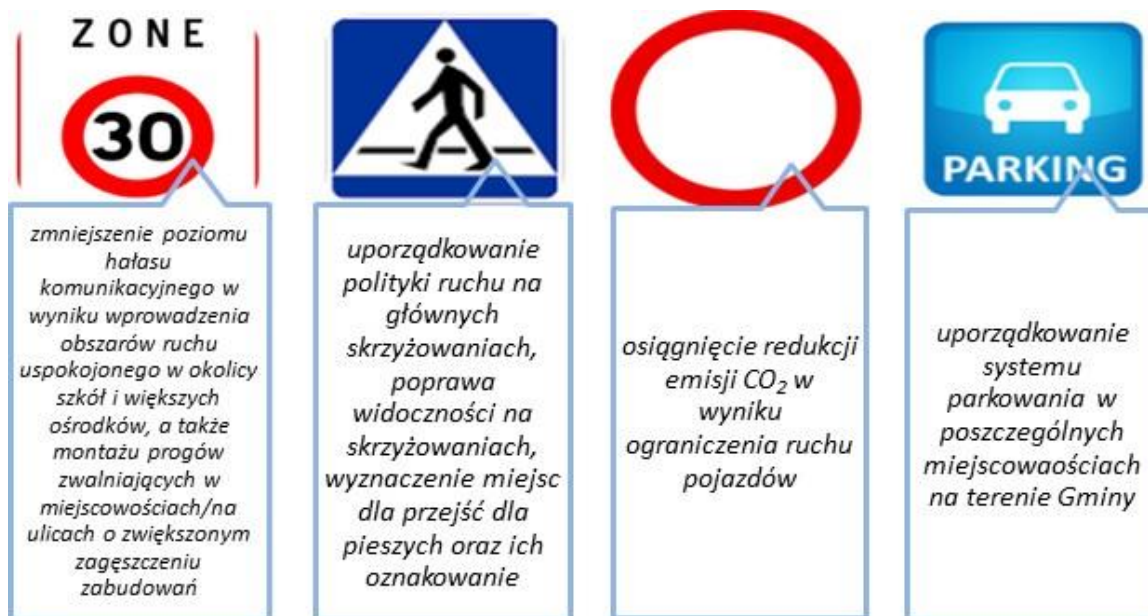 ZONE
30
zmniejszenie poziomu
hałasu
komunikacyjnego w
wyniku wprowadzenia
obszarów ruchu
uspokojonego w okolicy
szkół i większych
ośrodków, a także
montażu progów
zwalniających w
miejscowościach/na
ulicach o zwiększonym
zagęszczeniu
zabudowań
uporządkowanie
polityki ruchu na
głównych
skrzyżowaniach,
poprawa
widoczności na
skrzyżowaniach,
wyznaczenie miejsc
dla przejść dla
pieszych oraz ich
oznakowanie
osiągnięcie redukcji
emisji CO₂ w
wyniku
ograniczenia ruchu
pojazdów
PARKING
uporządkowanie
systemu
parkowania w
poszczególnych
miejscowaościach
na terenie Gminy